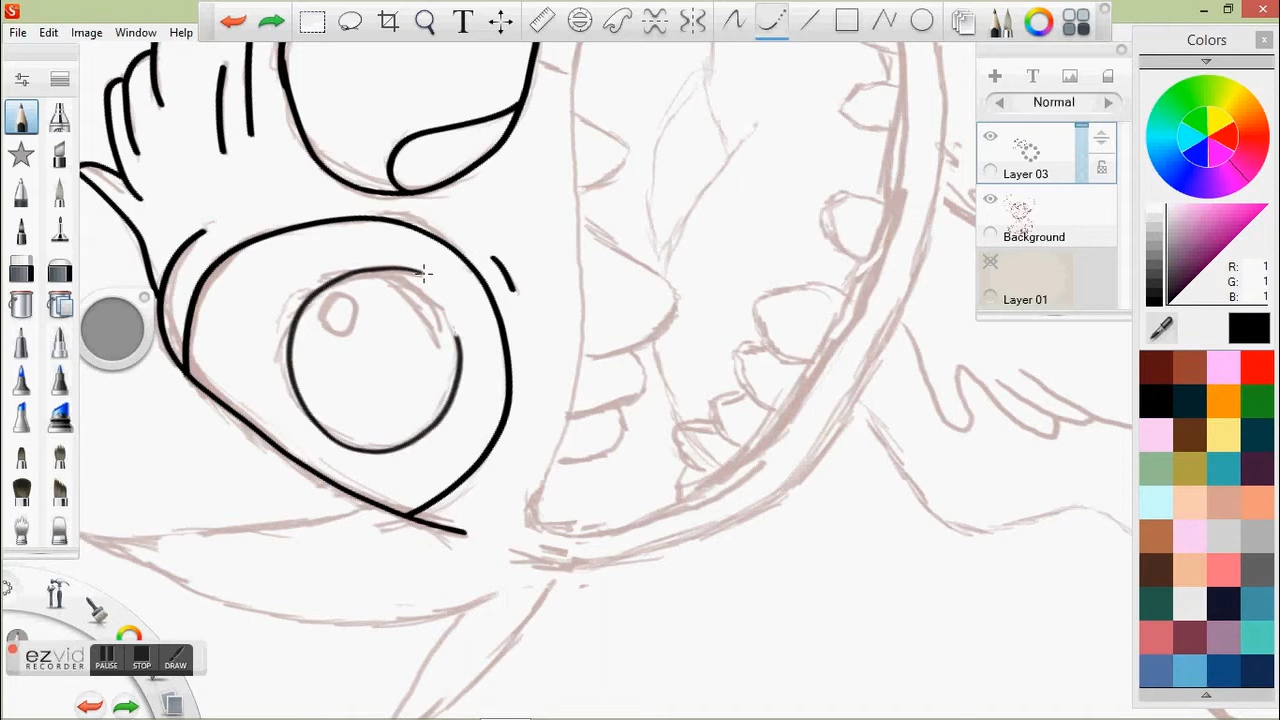 File Edit Image Window Help
T
Colors
T
Normal
Layer 03
Background
Layer 01
R: 1
G: 1
B: 1
ezvid
RECORDER
PAUSE STOP DRAW